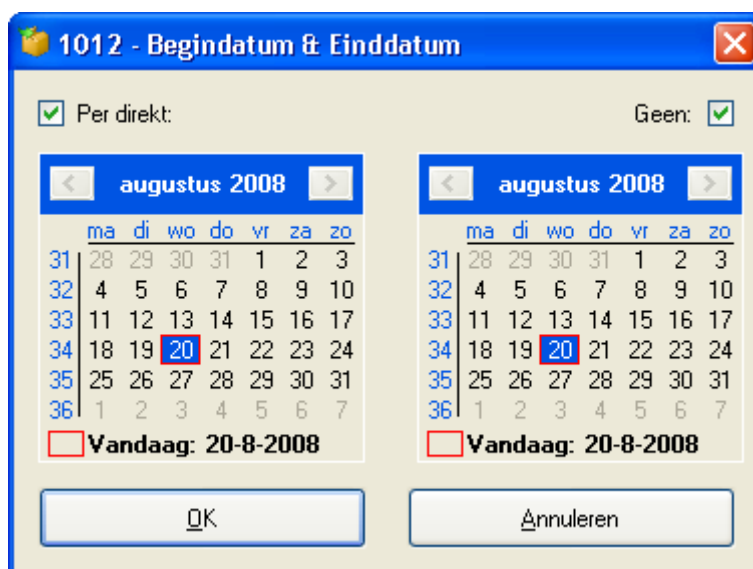 1012 - Begindatum & Einddatum
Per direkt: Geen:
augustus 2008
ma di wo do vr za zo
31 28 29 30 31 1 2 3
32 4 5 6 7 8 9 10
33 11 12 13 14 15 16 17
34 18 19 20 21 22 23 24
35 25 26 27 28 29 30 31
36 1 2 3 4 5 6 7
Vandaag: 20-8-2008
augustus 2008
ma di wo do vr za zo
31 28 29 30 31 1 2 3
32 4 5 6 7 8 9 10
33 11 12 13 14 15 16 17
34 18 19 20 21 22 23 24
35 25 26 27 28 29 30 31
36 1 2 3 4 5 6 7
Vandaag: 20-8-2008
OK Annuleren